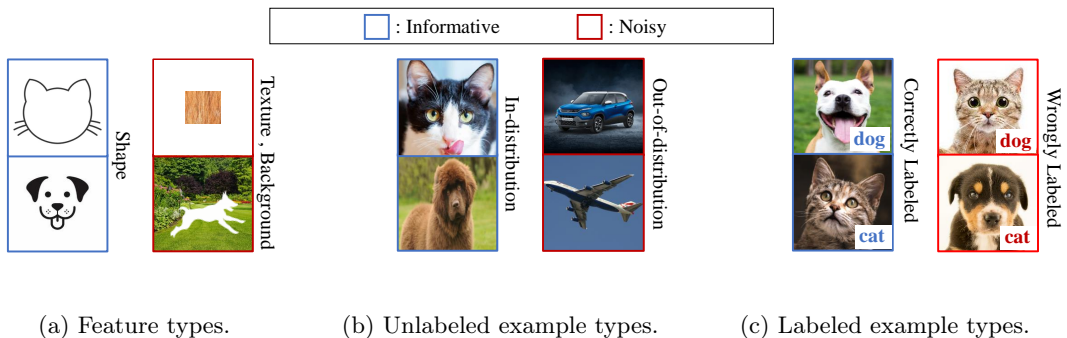 : Informative
: Noisy
Shape
Texture , Background
In-distribution
Out-of-distribution
dog
cat
Correctly Labeled
dog
cat
Wrongly Labeled
(a) Feature types.
(b) Unlabeled example types.
(c) Labeled example types.